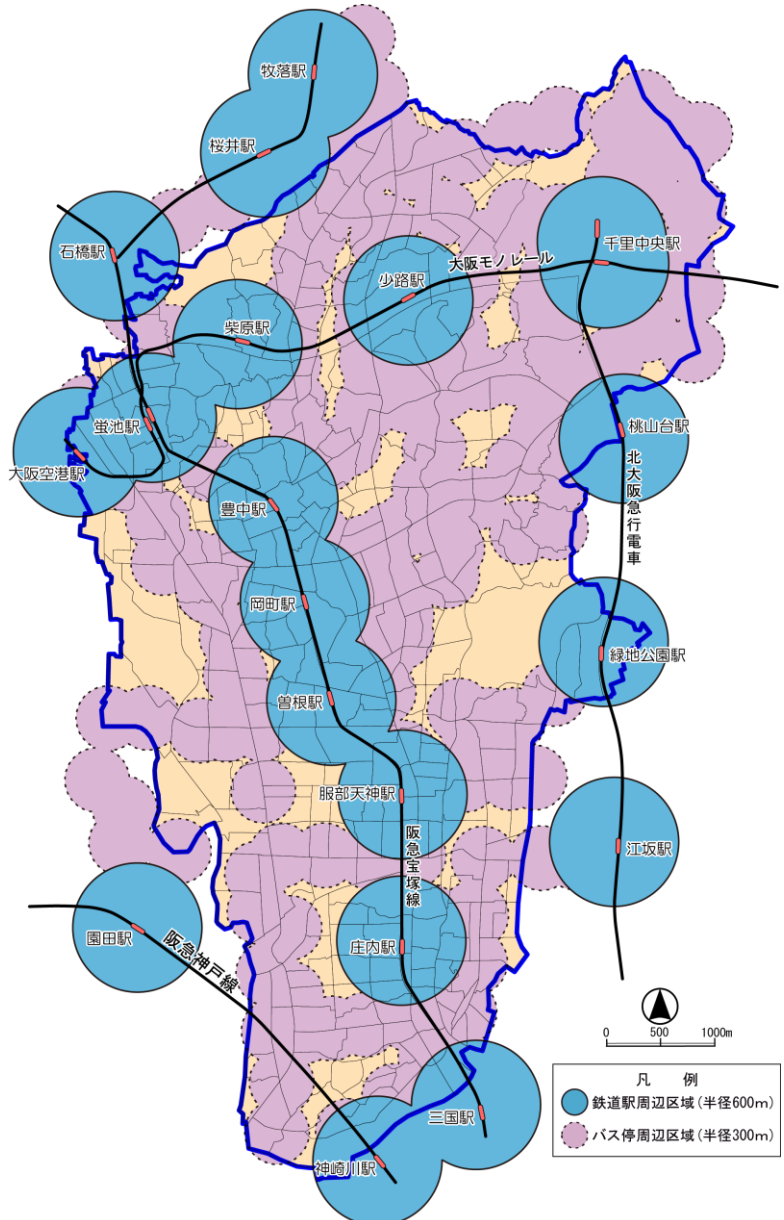 牧落駅
桜井駅
石橋駅
千里中央駅
大阪モノレール
少路駅
柴原駅
蛍池駅
桃山台駅
大阪空港駅
北大阪急行電車
豊中駅
岡町駅
緑地公園駅
曽根駅
服部天神駅
阪急宝塚線
江坂駅
園田駅
阪急神戸線
庄内駅
三国駅
神崎川駅
0 500 1000m
凡 例
鉄道駅周辺区域(半径600m)
バス停周辺区域(半径300m)